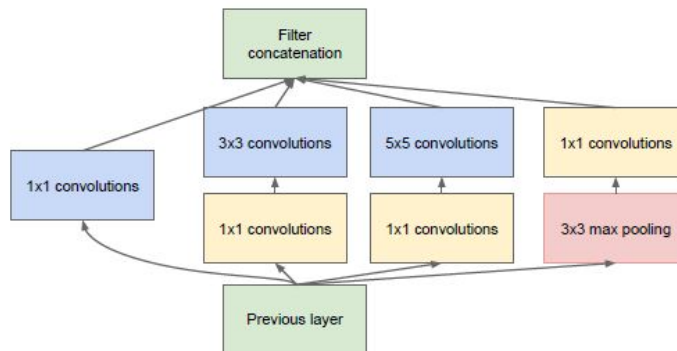 Filter
concatenation
3x3 convolutions
5x5 convolutions
1x1 convolutions
1x1 convolutions
1x1 convolutions
1x1 convolutions
3x3 max pooling
Previous layer